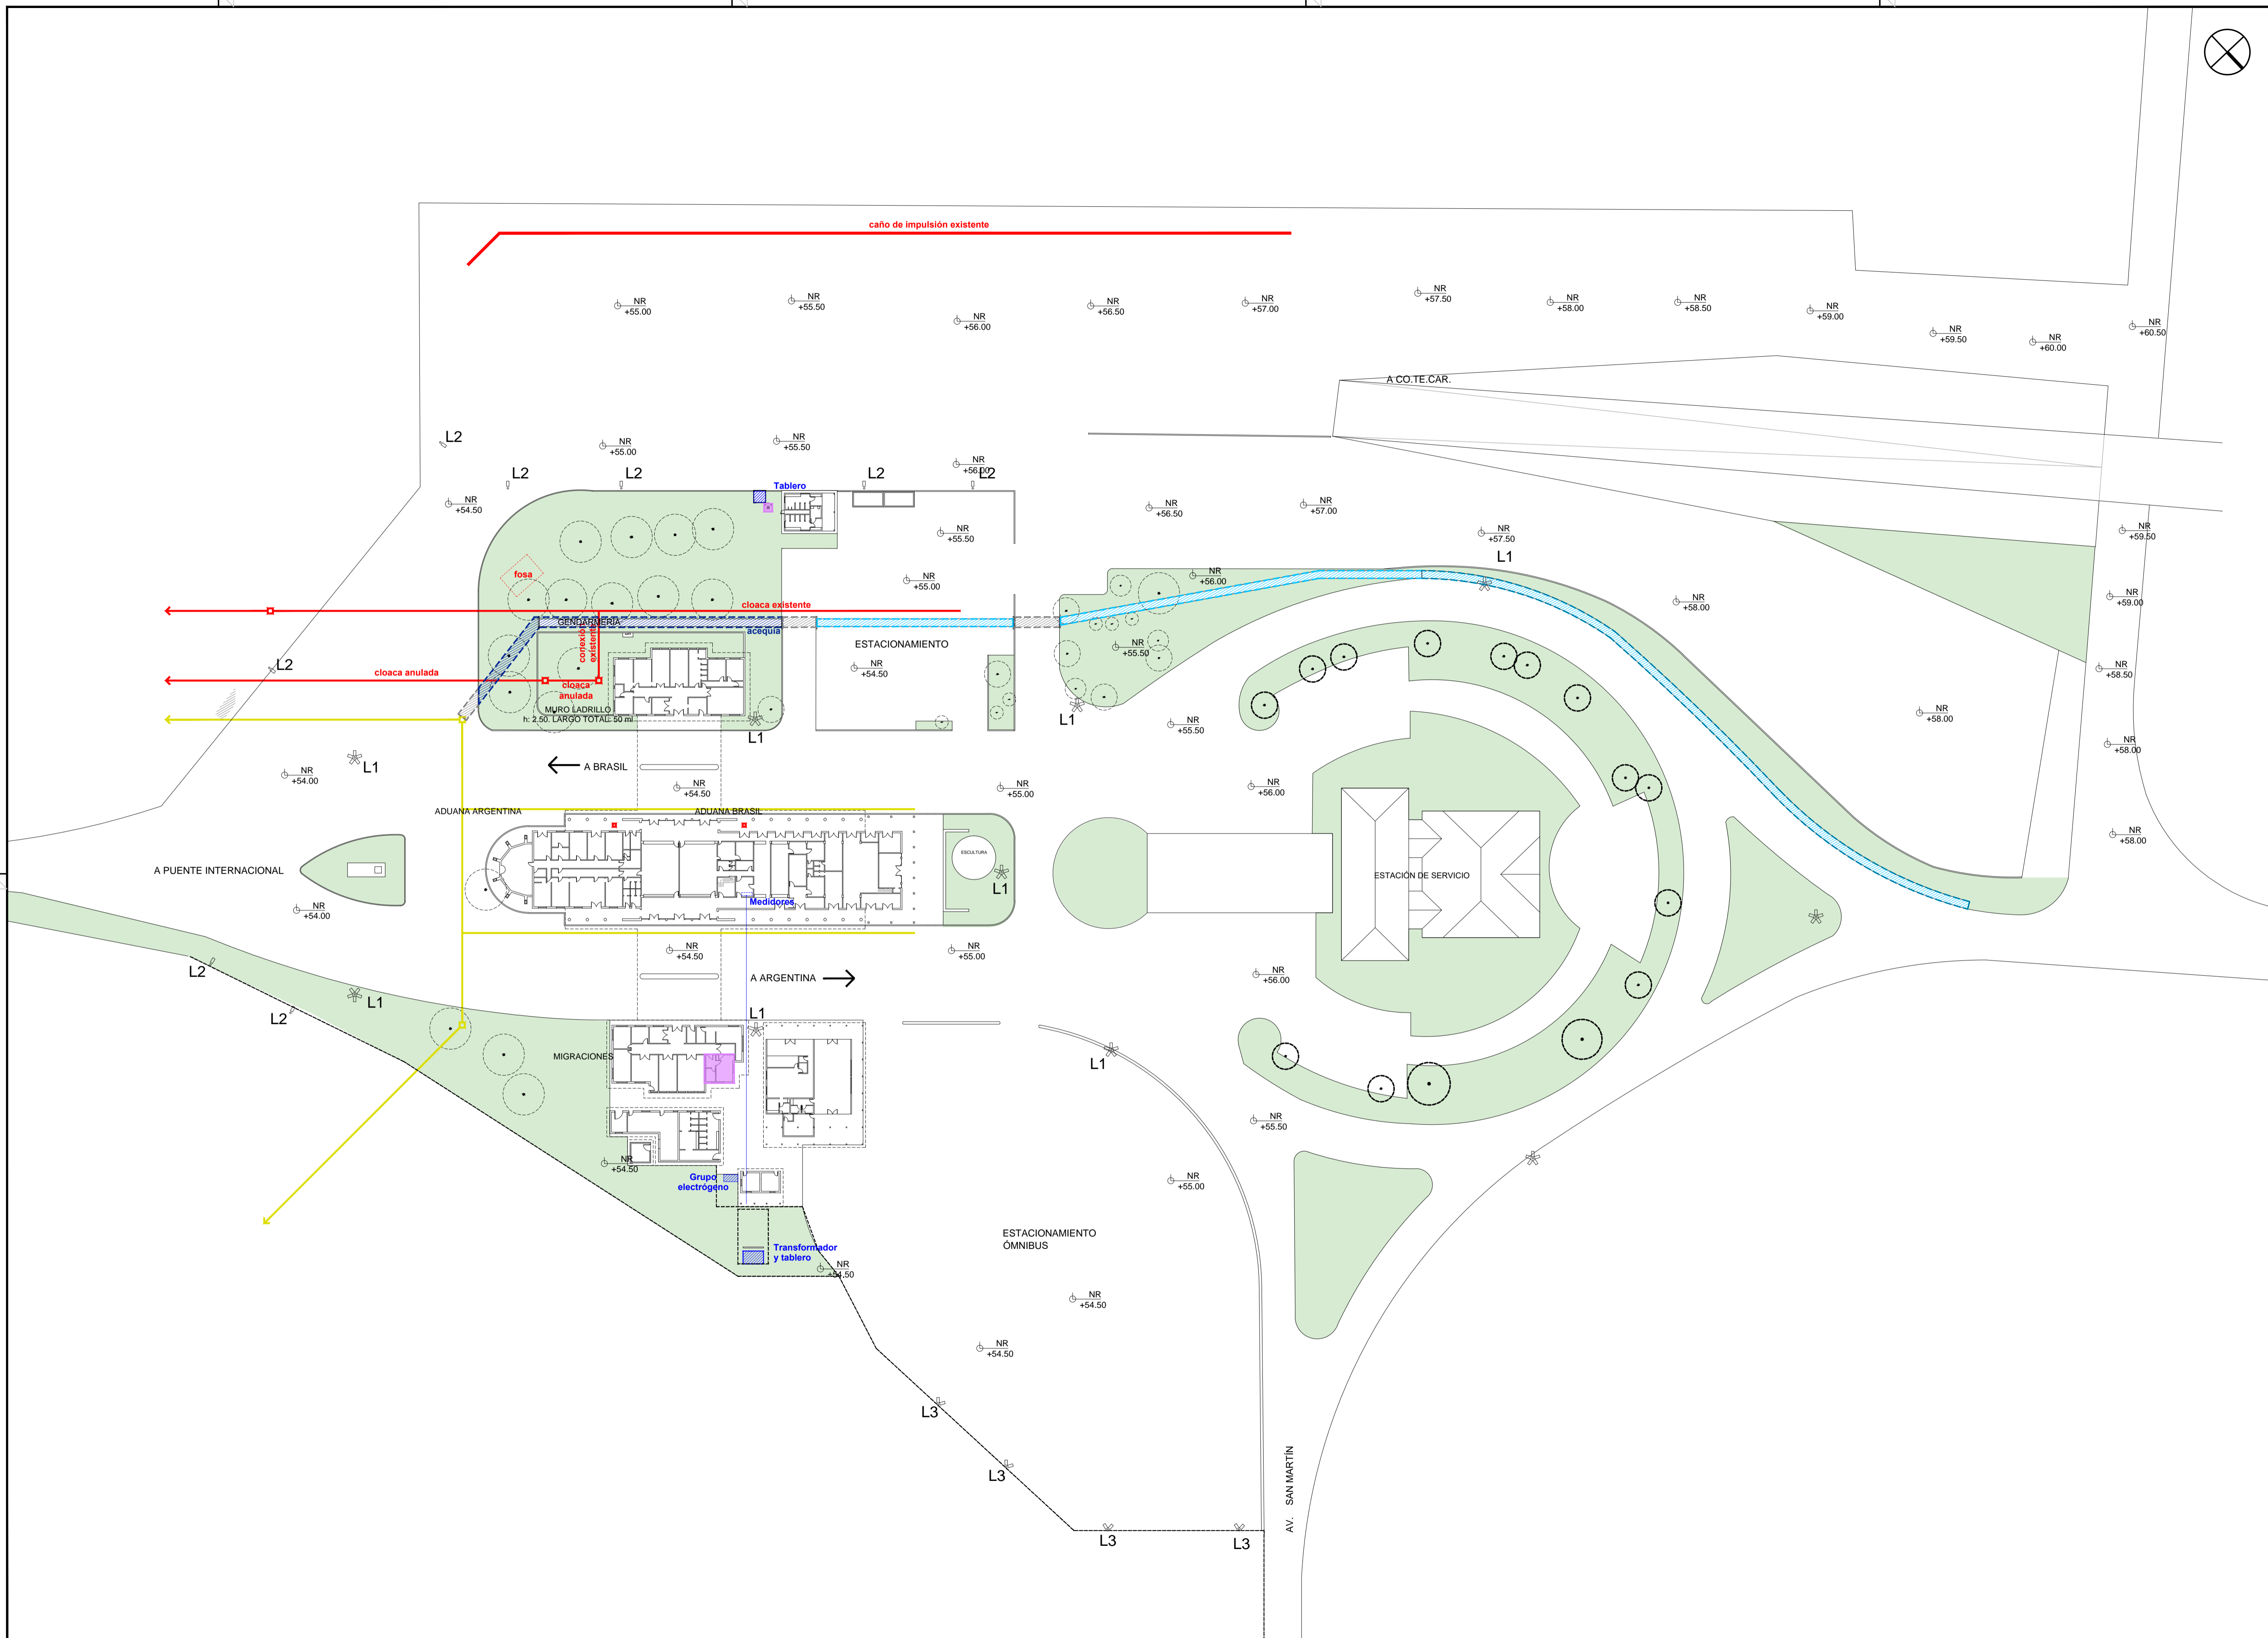 caño de impulsión existente
NR
+57.50
NR
+55.00
NR
+55.50
NR
+56.50
NR
+57.00
NR
+58.00
NR
+58.50
NR
+59.00
NR
+56.00
NR
+60.50
NR
+59.50
NR
+60.00
A CO.TE.CAR.
L2
NR
+55.00
NR
+55.50
NR
+56.00
L2
L2
L2
L2
Tablero
NR
+54.50
NR
+56.50
NR
+57.00
NR
+55.50
NR
+57.50
NR
+59.50
L1
fosa
NR
+55.00
NR
+56.00
NR
+59.00
NR
+58.00
cloaca existente
GENDARMERÍA
acequia
conexión
existente
ESTACIONAMIENTO
NR
+55.50
NR
+54.50
L2
cloaca anulada
cloaca
anulada
NR
+58.50
MURO LADRILLO
h: 2.50. LARGO TOTAL: 50 ml
L1
L1
NR
+55.50
NR
+58.00
NR
+58.00
L1
A BRASIL
NR
+54.00
NR
+54.50
NR
+55.00
NR
+56.00
NR
+58.00
ADUANA ARGENTINA
ADUANA BRASIL
ESCULTURA
A PUENTE INTERNACIONAL
L1
ESTACIÓN DE SERVICIO
Medidores
NR
+54.00
NR
+54.50
NR
+55.00
L2
A ARGENTINA
NR
+56.00
L1
L2
L1
MIGRACIONES
L1
NR
+55.50
NR
+54.50
Grupo
electrógeno
NR
+55.00
ESTACIONAMIENTO
ÓMNIBUS
Transformador
y tablero
NR
+54.50
NR
+54.50
NR
+54.50
L3
L3
L3
L3
AV. SAN MARTÍN